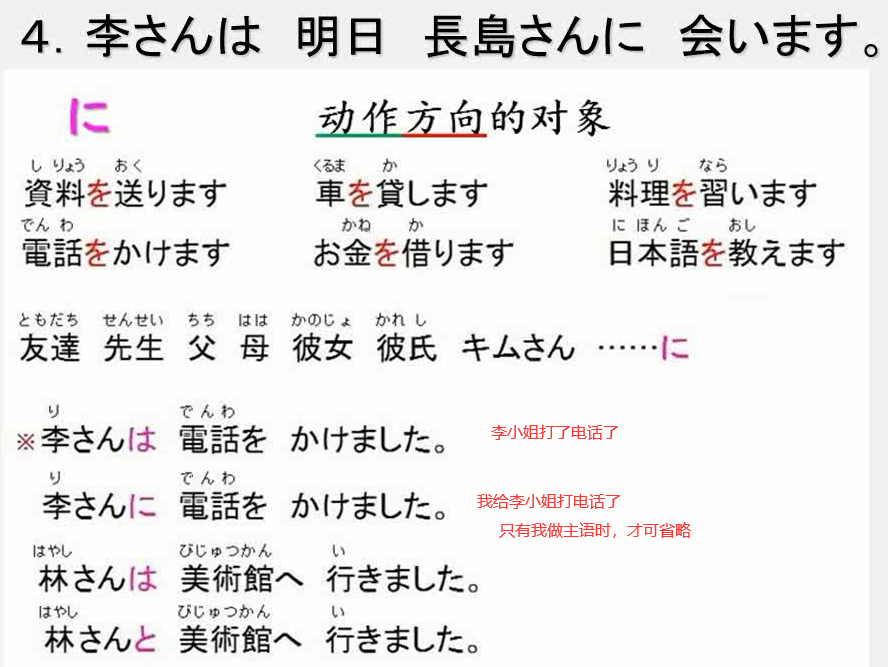 4. 李さんは 明日 長島さんに 会います。
に 动作方向的对象
しりょう おく くるま か りょうり なら
資料を送ります 車を貸します 料理を習います
でんわ かね か にほんご おし
電話をかけます お金を借ります 日本語を教えます
ともだち せんせい ちち はは かのじょ かれし
友達 先生 父 母 彼女 彼氏 キムさん ……に
り でんわ
※李さんは 電話を かけました。 李小姐打了电话了
り でんわ
李さんに 電話を かけました。 我给李小姐打电话了
只有我做主语时，才可省略
はやし びじゅつかん い
林さんは 美術館へ 行きました。
はやし びじゅつかん い
林さんと 美術館へ 行きました。